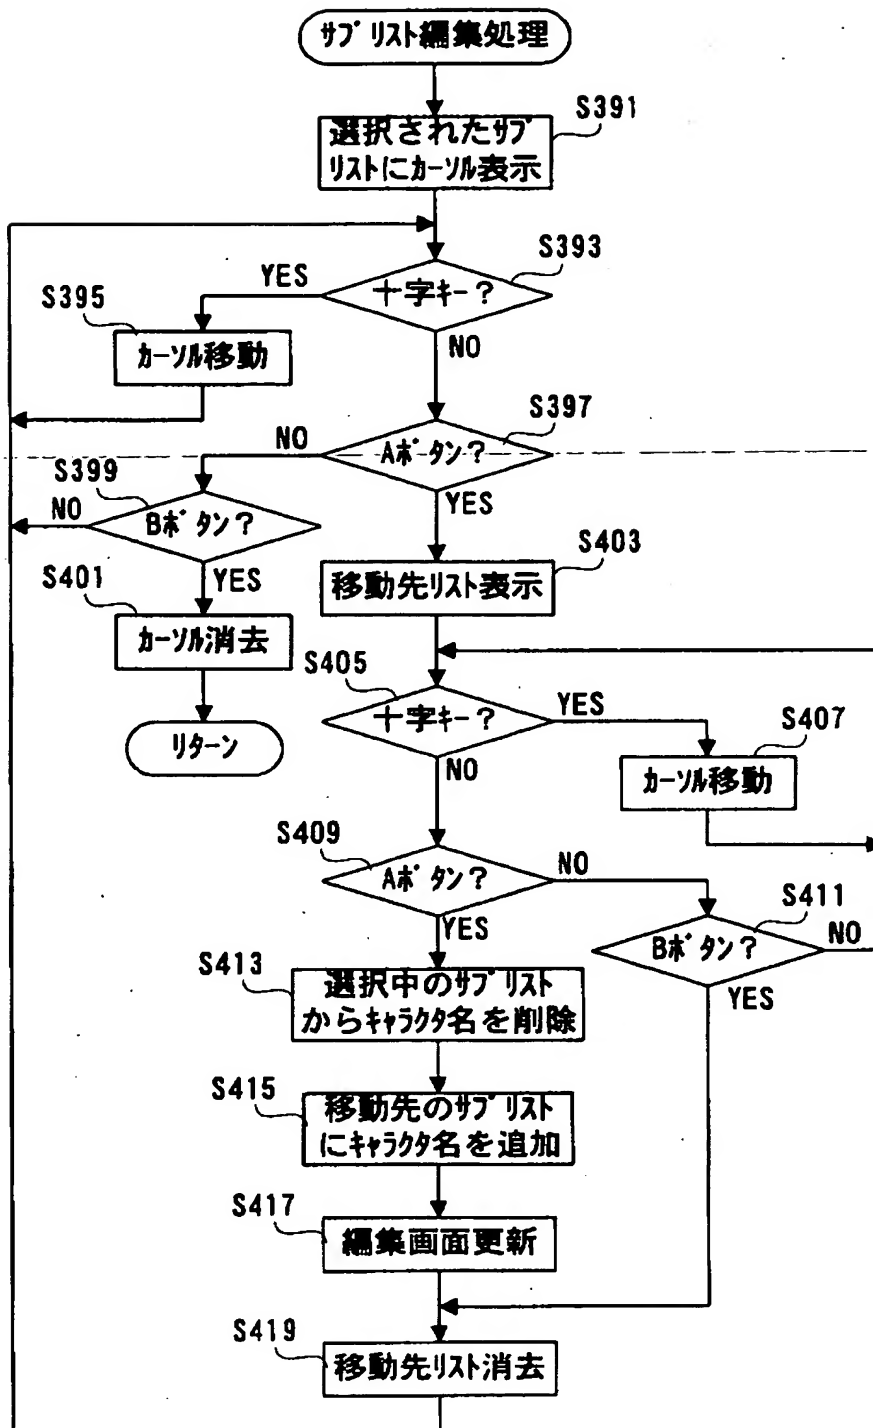 サブリスト編集処理
S391
選択されたサブ
リストにカーソル表示
S393
十字キー?
YES
NO
S395
カーソル移動
S397
Aボタン?
NO
YES
S399
Bボタン?
NO
YES
S401
カーソル消去
リターン
S403
移動先リスト表示
S405
十字キー?
YES
NO
S407
カーソル移動
S409
Aボタン?
NO
YES
S411
Bボタン?
NO
YES
S413
選択中のサブリスト
からキャラクタ名を削除
S415
移動先のサブリスト
にキャラクタ名を追加
S417
編集画面更新
S419
移動先リスト消去